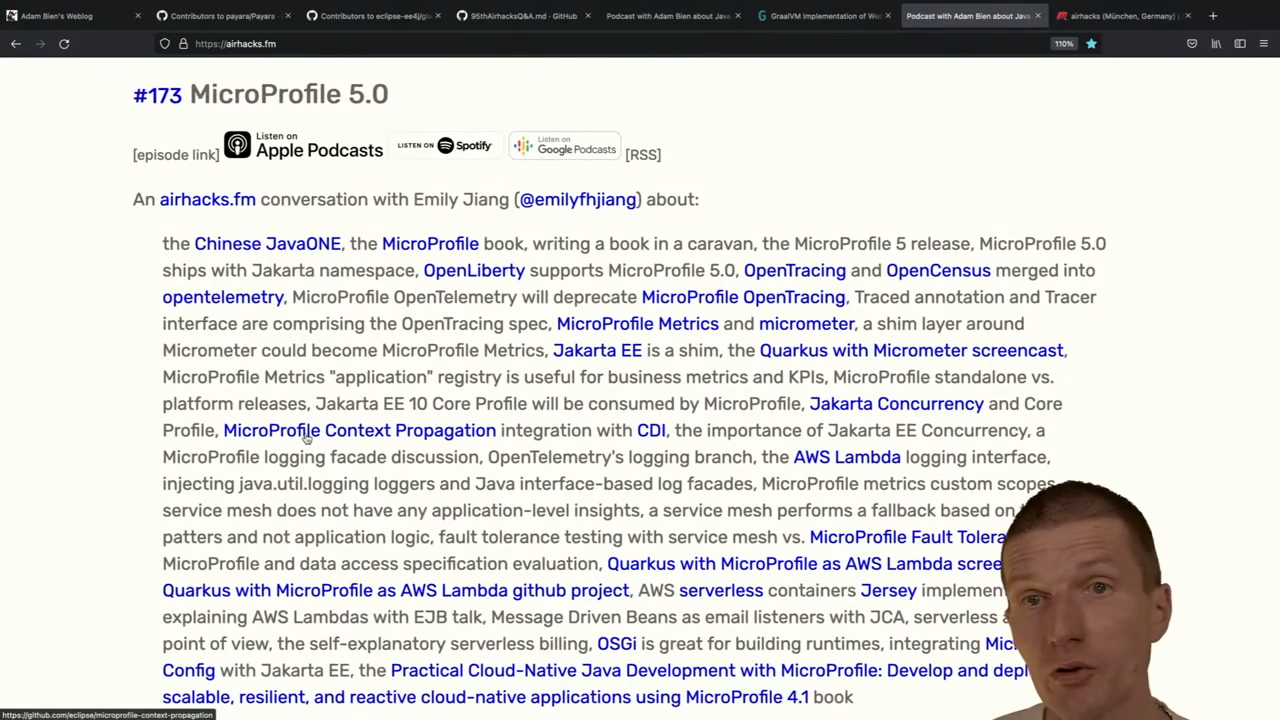 Adam Bien's Weblog
Contributors to payara/Payara
Contributors to eclipse-ee4j/gla
95thAirhacksQ&A.md · GitHub
Podcast with Adam Bien about Java
GraalVM Implementation of We
Podcast with Adam Bien about Java
airhacks (München, Germany)
https://airhacks.fm
110%
#173 MicroProfile 5.0
[episode link] Listen on Apple Podcasts LISTEN ON Spotify Listen on Google Podcasts [RSS]
An airhacks.fm conversation with Emily Jiang (@emilyfhjiang) about:
the Chinese JavaONE, the MicroProfile book, writing a book in a caravan, the MicroProfile 5 release, MicroProfile 5.0
ships with Jakarta namespace, OpenLiberty supports MicroProfile 5.0, OpenTracing and OpenCensus merged into
opentelemetry, MicroProfile OpenTelemetry will deprecate MicroProfile OpenTracing, Traced annotation and Tracer
interface are comprising the OpenTracing spec, MicroProfile Metrics and micrometer, a shim layer around
Micrometer could become MicroProfile Metrics, Jakarta EE is a shim, the Quarkus with Micrometer screencast,
MicroProfile Metrics "application" registry is useful for business metrics and KPIs, MicroProfile standalone vs.
platform releases, Jakarta EE 10 Core Profile will be consumed by MicroProfile, Jakarta Concurrency and Core
Profile, MicroProfile Context Propagation integration with CDI, the importance of Jakarta EE Concurrency, a
MicroProfile logging facade discussion, OpenTelemetry's logging branch, the AWS Lambda logging interface,
injecting java.util.logging loggers and Java interface-based log facades, MicroProfile metrics custom scopes,
service mesh does not have any application-level insights, a service mesh performs a fallback based on
patters and not application logic, fault tolerance testing with service mesh vs. MicroProfile Fault Tolera
MicroProfile and data access specification evaluation, Quarkus with MicroProfile as AWS Lambda scree
Quarkus with MicroProfile as AWS Lambda github project, AWS serverless containers Jersey implemen
explaining AWS Lambdas with EJB talk, Message Driven Beans as email listeners with JCA, serverless a
point of view, the self-explanatory serverless billing, OSGi is great for building runtimes, integrating Mic
Config with Jakarta EE, the Practical Cloud-Native Java Development with MicroProfile: Develop and depl
scalable, resilient, and reactive cloud-native applications using MicroProfile 4.1 book
https://github.com/eclipse/microprofile-context-propagation